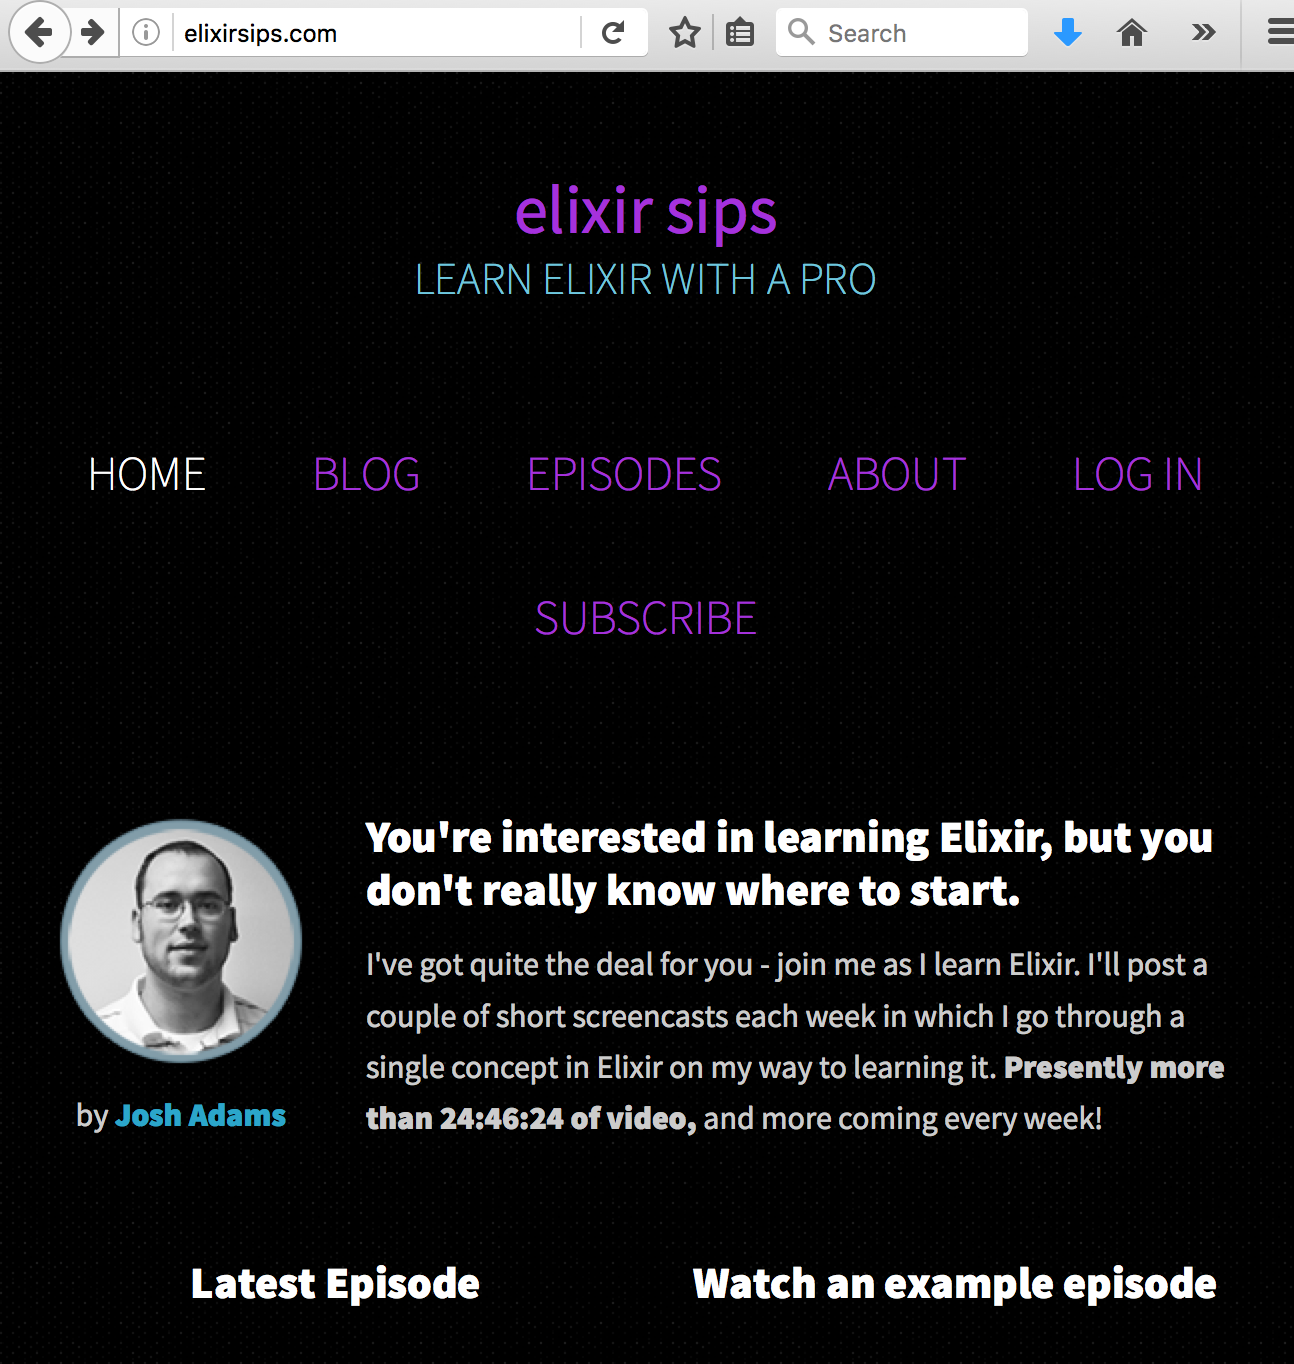 elixirsips.com
Search
elixir sips
LEARN ELIXIR WITH A PRO
HOME BLOG EPISODES ABOUT LOG IN
SUBSCRIBE
You're interested in learning Elixir, but you
don't really know where to start.
I've got quite the deal for you - join me as I learn Elixir. I'll post a
couple of short screencasts each week in which I go through a
single concept in Elixir on my way to learning it. Presently more
than 24:46:24 of video, and more coming every week!
by Josh Adams
Latest Episode
Watch an example episode